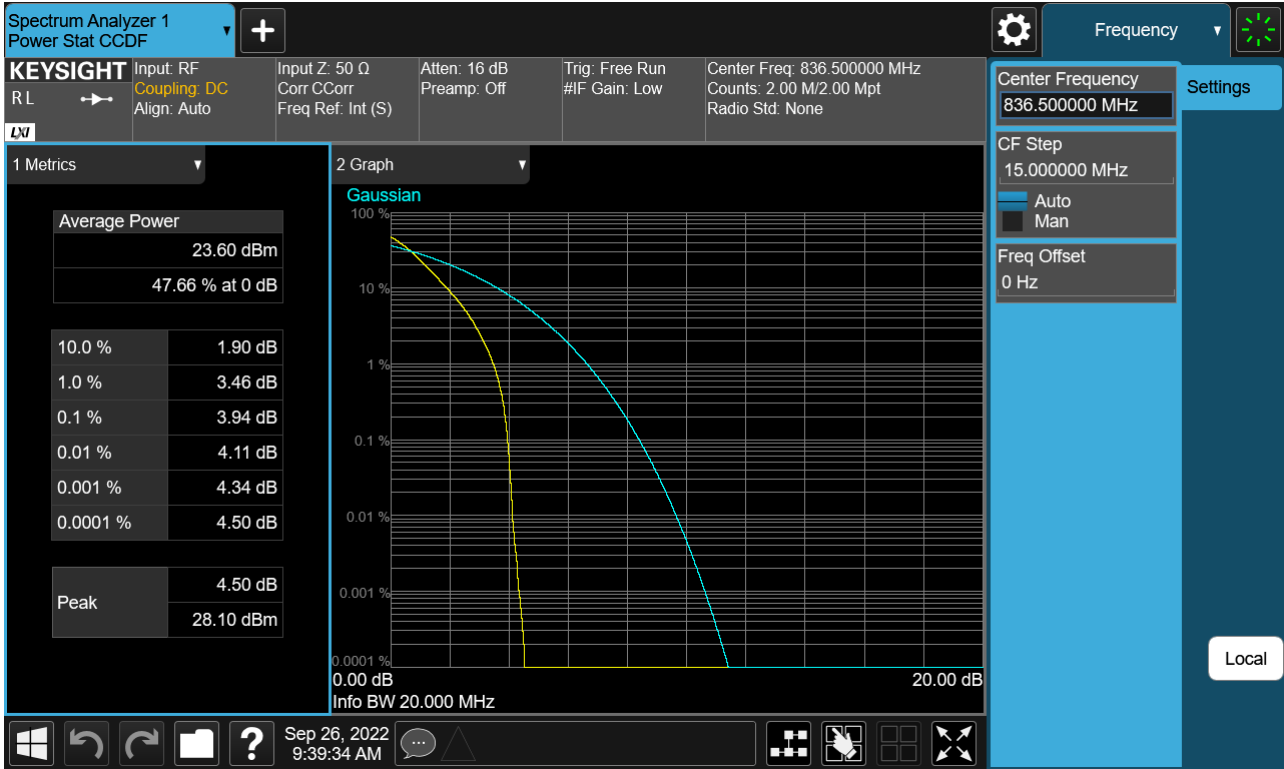 Spectrum Analyzer 1
Power Stat CCDF
Frequency
KEYSIGHT
R L
LXI
Input: RF
Coupling: DC
Align: Auto
Input Z: 50 Ω
Corr CCorr
Freq Ref: Int (S)
Atten: 16 dB
Preamp: Off
Trig: Free Run
#IF Gain: Low
Center Freq: 836.500000 MHz
Counts: 2.00 M/2.00 Mpt
Radio Std: None
Center Frequency
836.500000 MHz
Settings
CF Step
15.000000 MHz
Auto
Man
Freq Offset
0 Hz
1 Metrics
Average Power
23.60 dBm
47.66 % at 0 dB
10.0 % 1.90 dB
1.0 % 3.46 dB
0.1 % 3.94 dB
0.01 % 4.11 dB
0.001 % 4.34 dB
0.0001 % 4.50 dB
Peak
4.50 dB
28.10 dBm
2 Graph
Gaussian
100 %
10 %
1 %
0.1 %
0.01 %
0.001 %
0.0001 %
0.00 dB 20.00 dB
Info BW 20.000 MHz
Local
?
Sep 26, 2022
9:39:34 AM